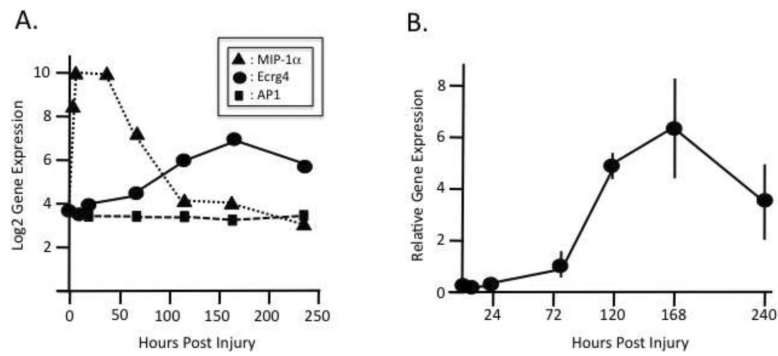 A.
Log2 Gene Expression
10
8
6
4
2
0 50 100 150 200 250
Hours Post Injury
: MIP-1α
: Ecrg4
: AP1
B.
Relative Gene Expression
8
6
4
2
0
24 72 120 168 240
Hours Post Injury